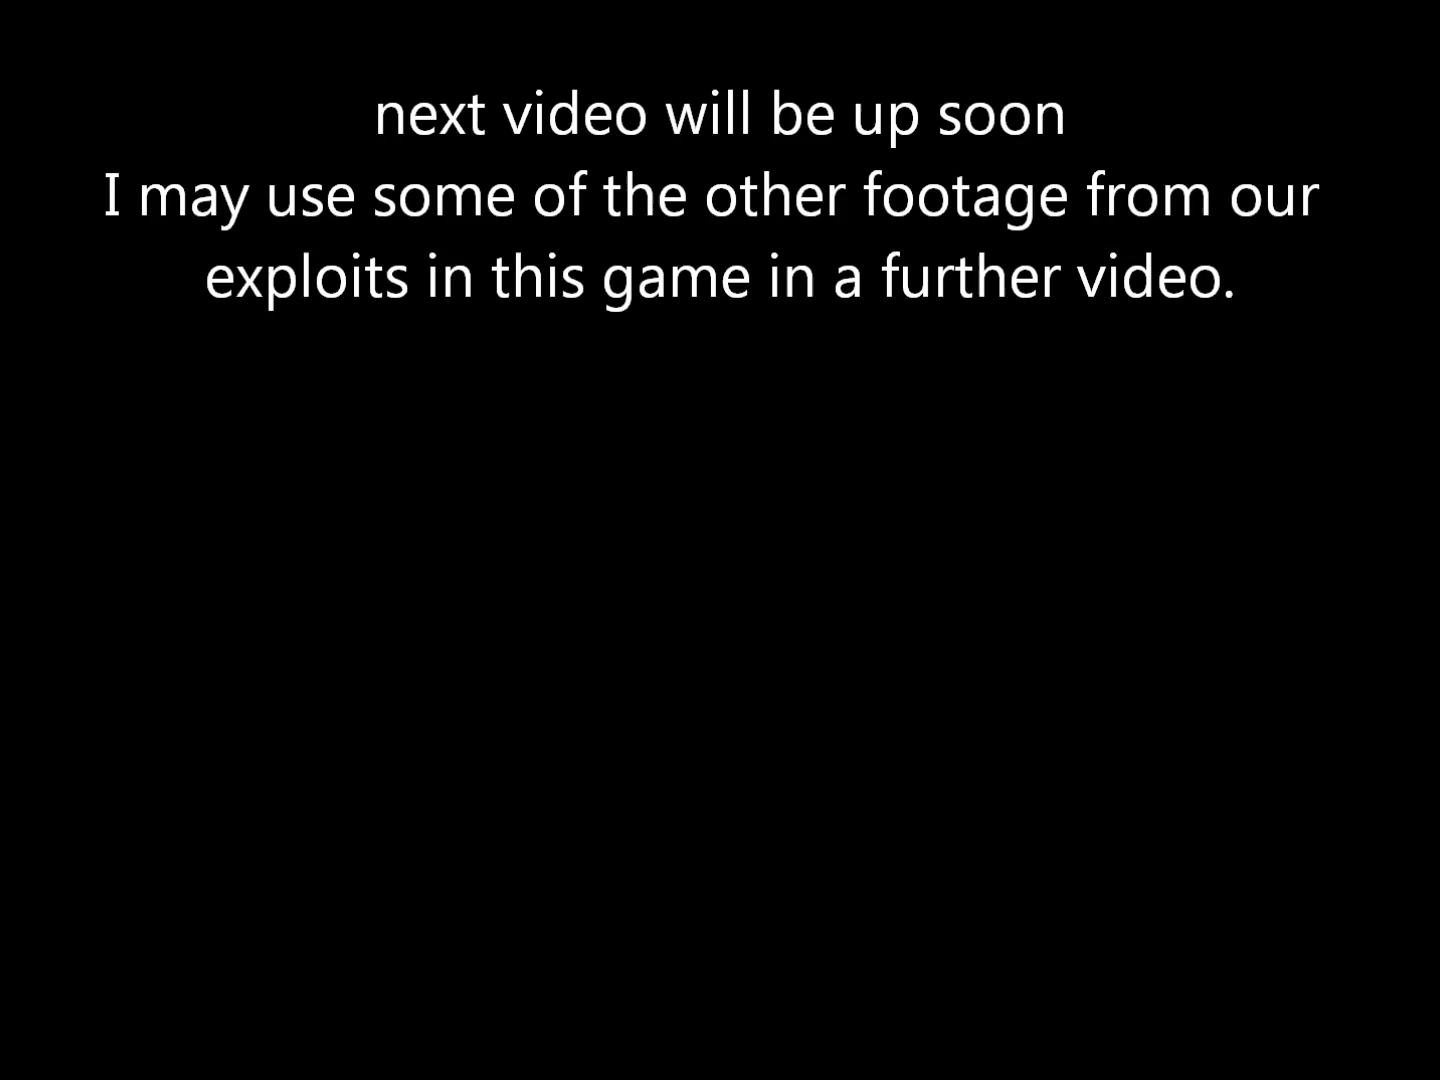 next video will be up soon
I may use some of the other footage from our
exploits in this game in a further video.